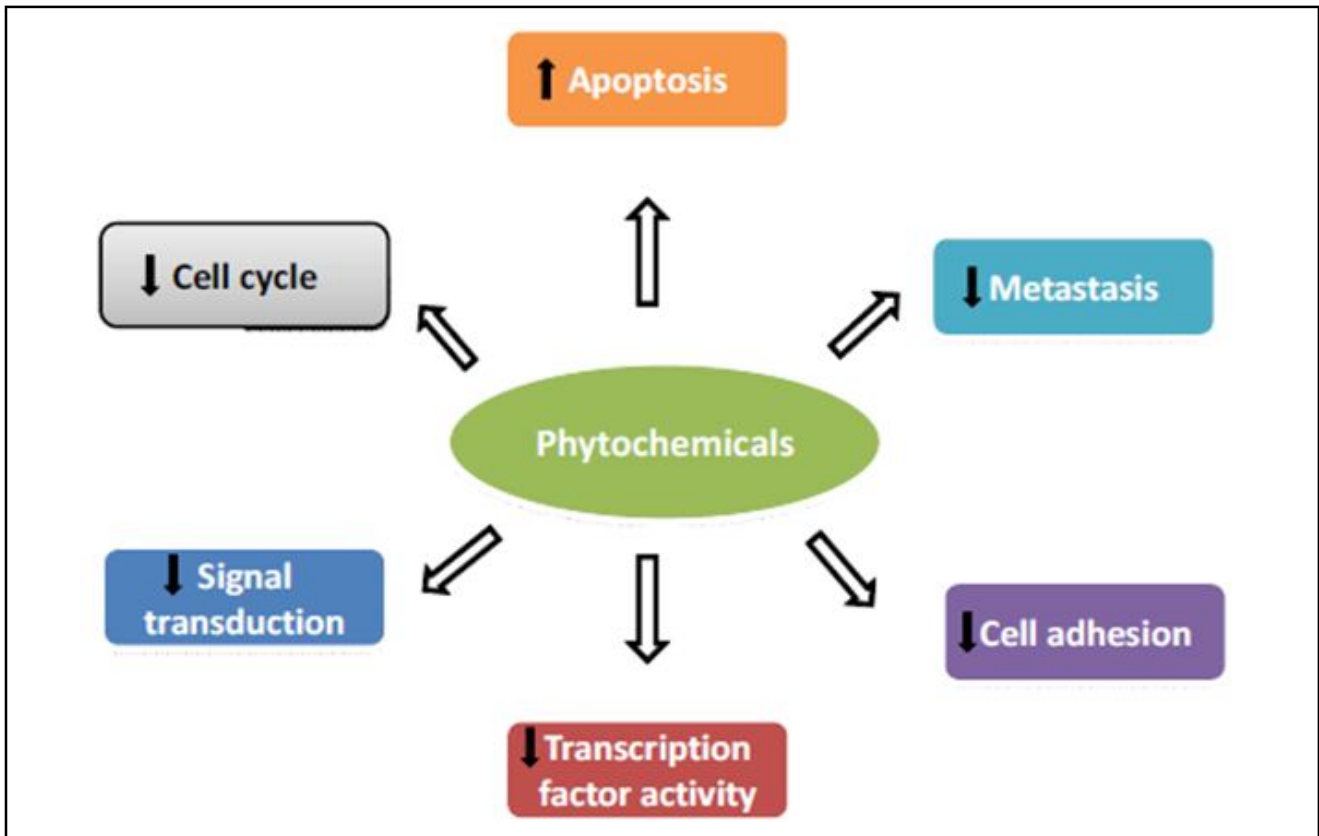 Apoptosis
Cell cycle
Metastasis
Phytochemicals
Signal
transduction
Cell adhesion
Transcription
factor activity